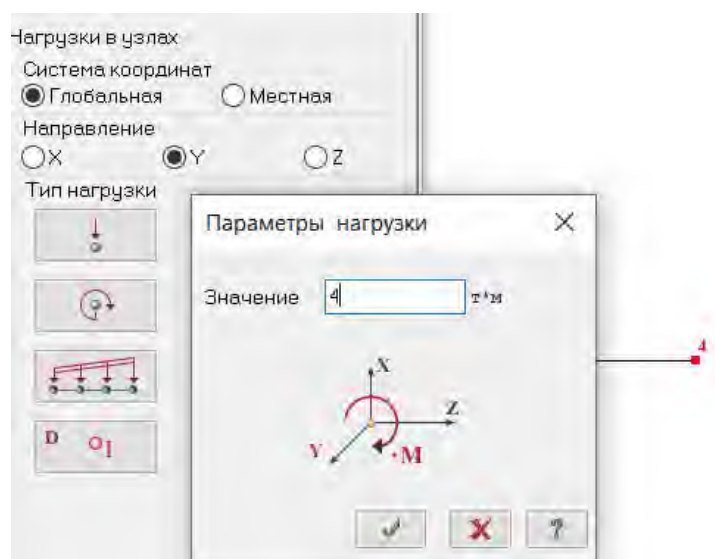 Нагрузки в узлах
Система координат
Глобальная Местная
Направление
X Y Z
Тип нагрузки
Параметры нагрузки
Значение 4 т*м
4
X
Z
Y
M
D
?